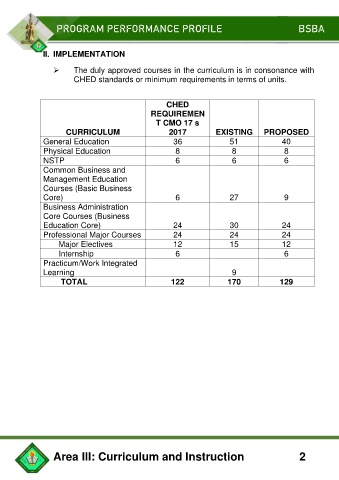 PROGRAM PERFORMANCE PROFILE BSBA
II. IMPLEMENTATION
➢ The duly approved courses in the curriculum is in consonance with
CHED standards or minimum requirements in terms of units.
CURRICULUM CHED REQUIREMEN T CMO 17 s 2017 EXISTING PROPOSED
General Education 36 51 40
Physical Education 8 8 8
NSTP 6 6 6
Common Business and
Management Education
Courses (Basic Business
Core) 6 27 9
Business Administration
Core Courses (Business
Education Core) 24 30 24
Professional Major Courses 24 24 24
Major Electives 12 15 12
Internship 6 6
Practicum/Work Integrated
Learning 9
TOTAL 122 170 129
Area III: Curriculum and Instruction 2